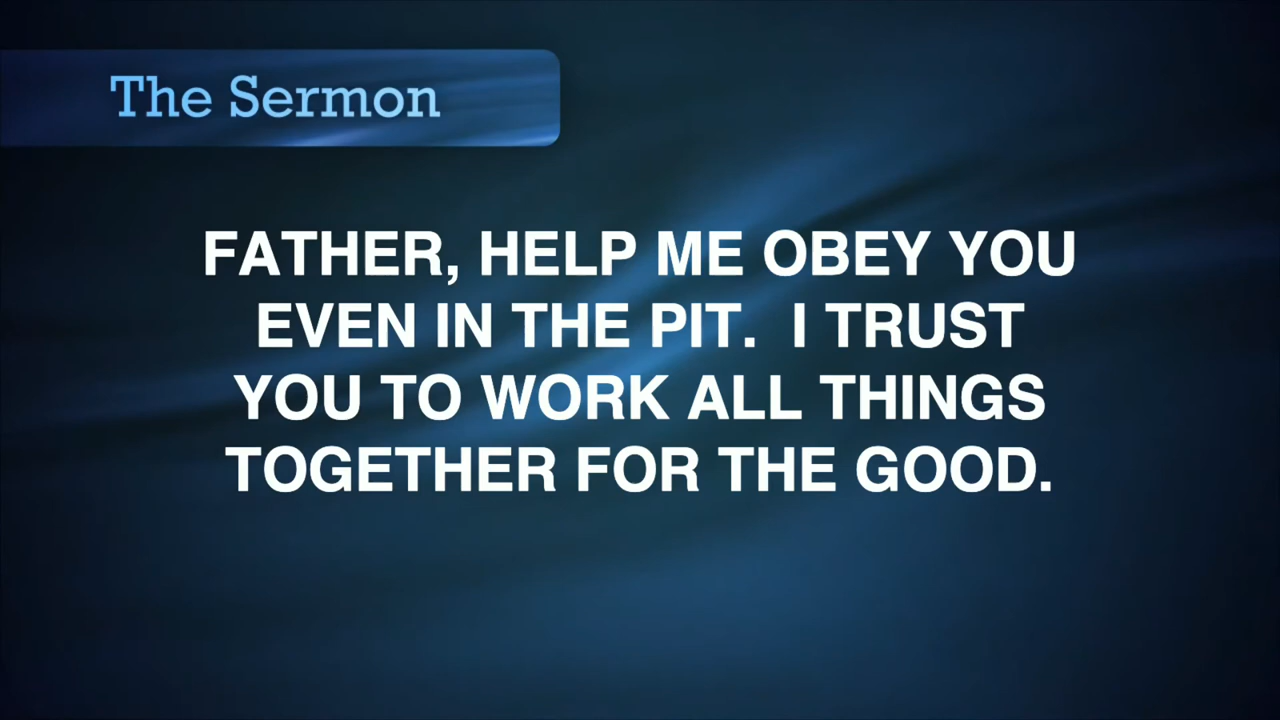 The Sermon
FATHER, HELP ME OBEY YOU
EVEN IN THE PIT.  I TRUST
YOU TO WORK ALL THINGS
TOGETHER FOR THE GOOD.